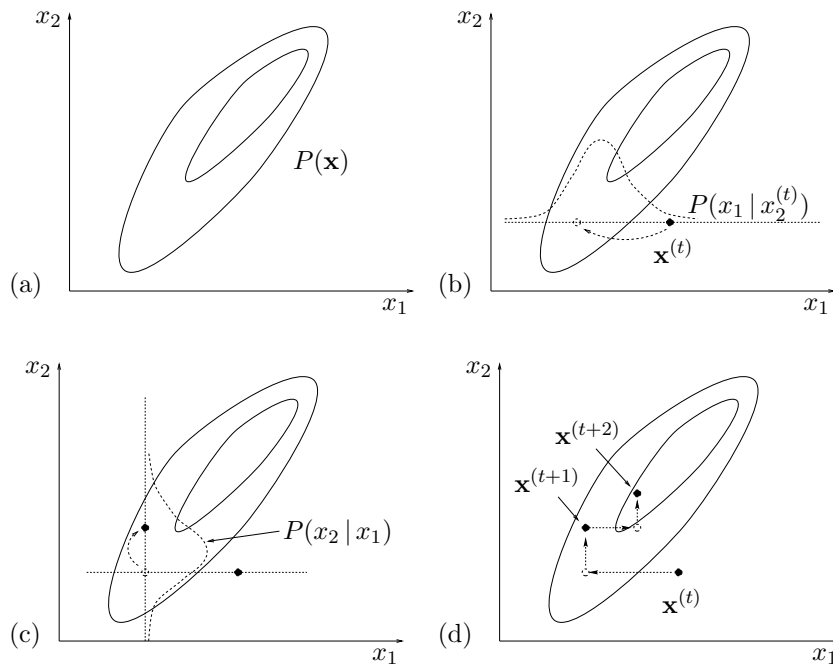 x₂
P(𝐱)
(a)
x₁
x₂
P(x₁ | x₂⁽ᵗ⁾)
𝐱⁽ᵗ⁾
(b)
x₁
x₂
P(x₂ | x₁)
(c)
x₁
x₂
𝐱⁽ᵗ⁺²⁾
𝐱⁽ᵗ⁺¹⁾
𝐱⁽ᵗ⁾
(d)
x₁